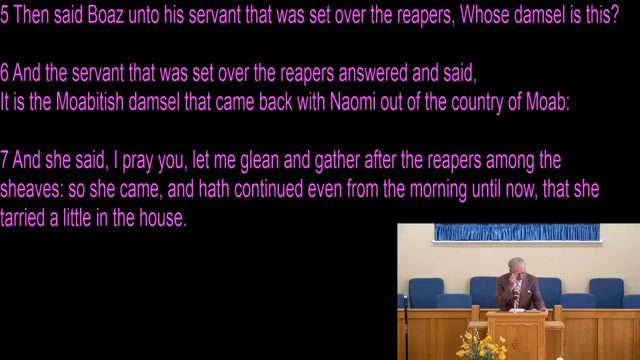 5 Then said Boaz unto his servant that was set over the reapers, Whose damsel is this?
6 And the servant that was set over the reapers answered and said,
It is the Moabitish damsel that came back with Naomi out of the country of Moab:
7 And she said, I pray you, let me glean and gather after the reapers among the
sheaves: so she came, and hath continued even from the morning until now, that she
tarried a little in the house.